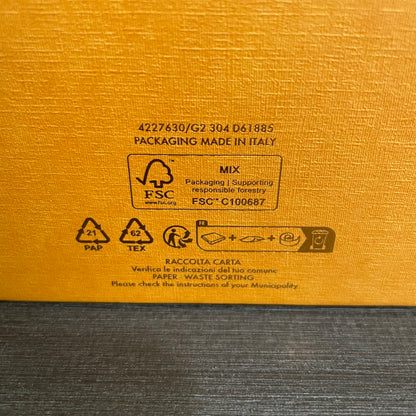 4227630/G2 304 D61885
PACKAGING MADE IN ITALY
FSC
www.fsc.org
MIX
Packaging | Supporting
responsible forestry
FSC™ C100687
21
PAP
62
TEX
FR
RACCOLTA CARTA
Verifica le indicazioni del tuo comune
PAPER - WASTE SORTING
Please check the instructions of your Municipality